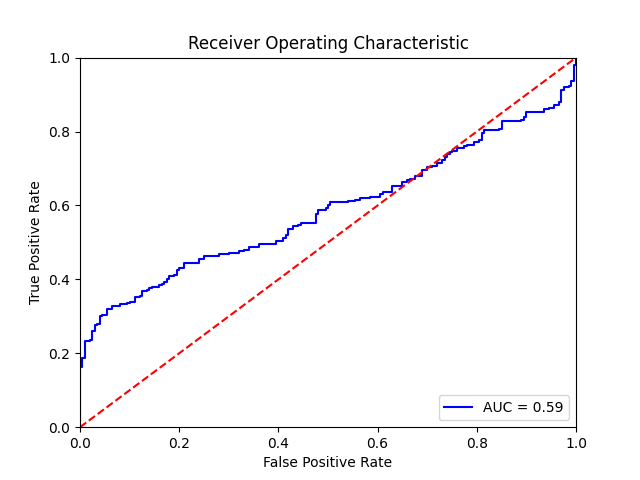 Receiver Operating Characteristic
True Positive Rate
1.0
0.8
0.6
0.4
0.2
0.0
AUC = 0.59
0.0 0.2 0.4 0.6 0.8 1.0
False Positive Rate